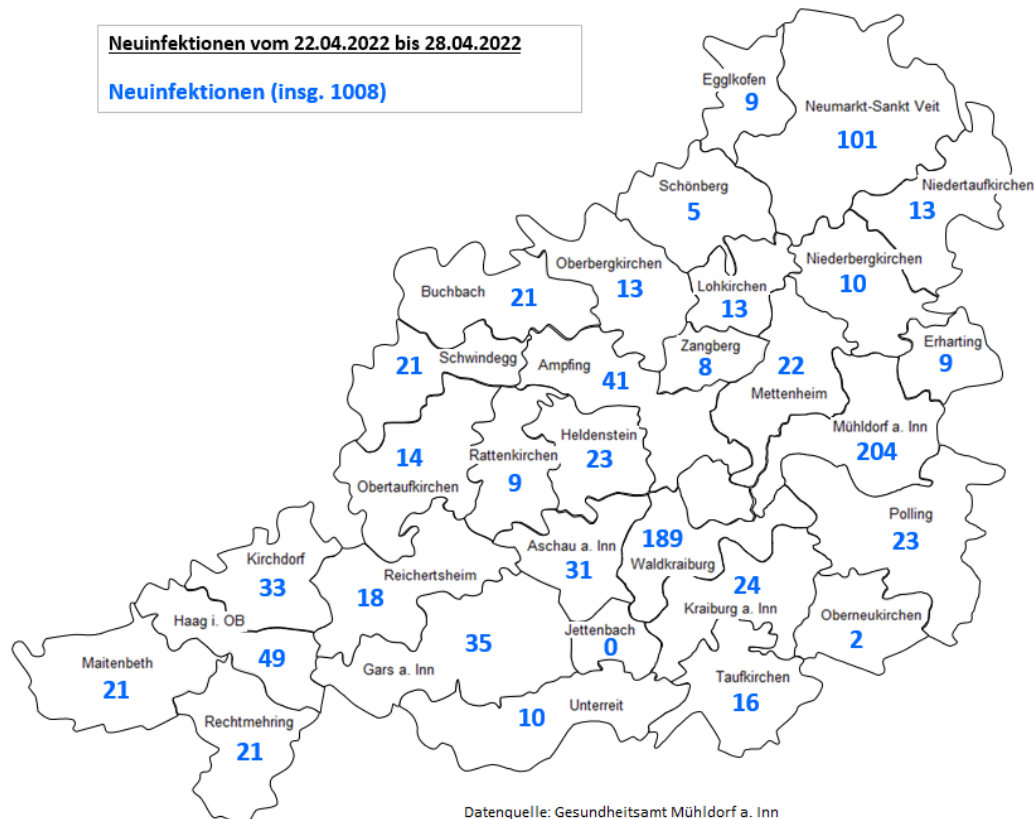 Neuinfektionen vom 22.04.2022 bis 28.04.2022
Neuinfektionen (insg. 1008)
Egglkofen
9
Neumarkt-Sankt Veit
101
Schönberg
5
Niedertaufkirchen
13
Oberbergkirchen
13
Lohkirchen
13
Niederbergkirchen
10
Buchbach
21
Schwindegg
21
Ampfing
41
Zangberg
8
22
Mettenheim
Erharting
9
Mühldorf a. Inn
204
14
Obertaufkirchen
Rattenkirchen
9
Heldenstein
23
Polling
23
Kirchdorf
33
Reichertsheim
18
Aschau a. Inn
31
189
Waldkraiburg
24
Kraiburg a. Inn
Oberneukirchen
2
Haag i. OB
49
Maitenbeth
21
Gars a. Inn
35
Jettenbach
0
Taufkirchen
16
Rechtmehring
21
Unterreit
10
Datenquelle: Gesundheitsamt Mühldorf a. Inn